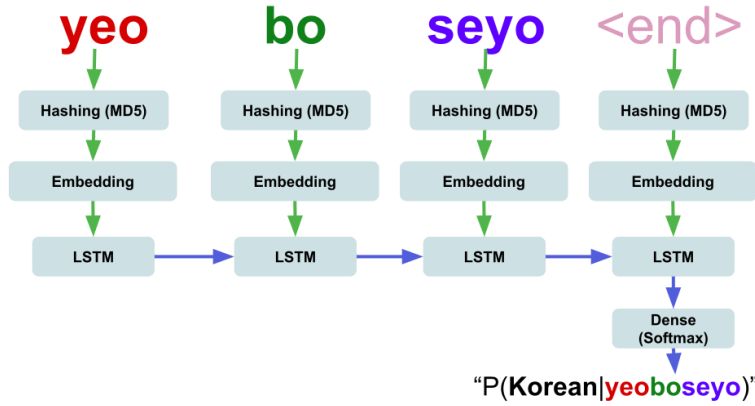 yeo bo seyo <end>
Hashing (MD5) Hashing (MD5) Hashing (MD5) Hashing (MD5)
Embedding Embedding Embedding Embedding
LSTM LSTM LSTM LSTM
Dense
(Softmax)
“P(Korean|yeoboseyo)”